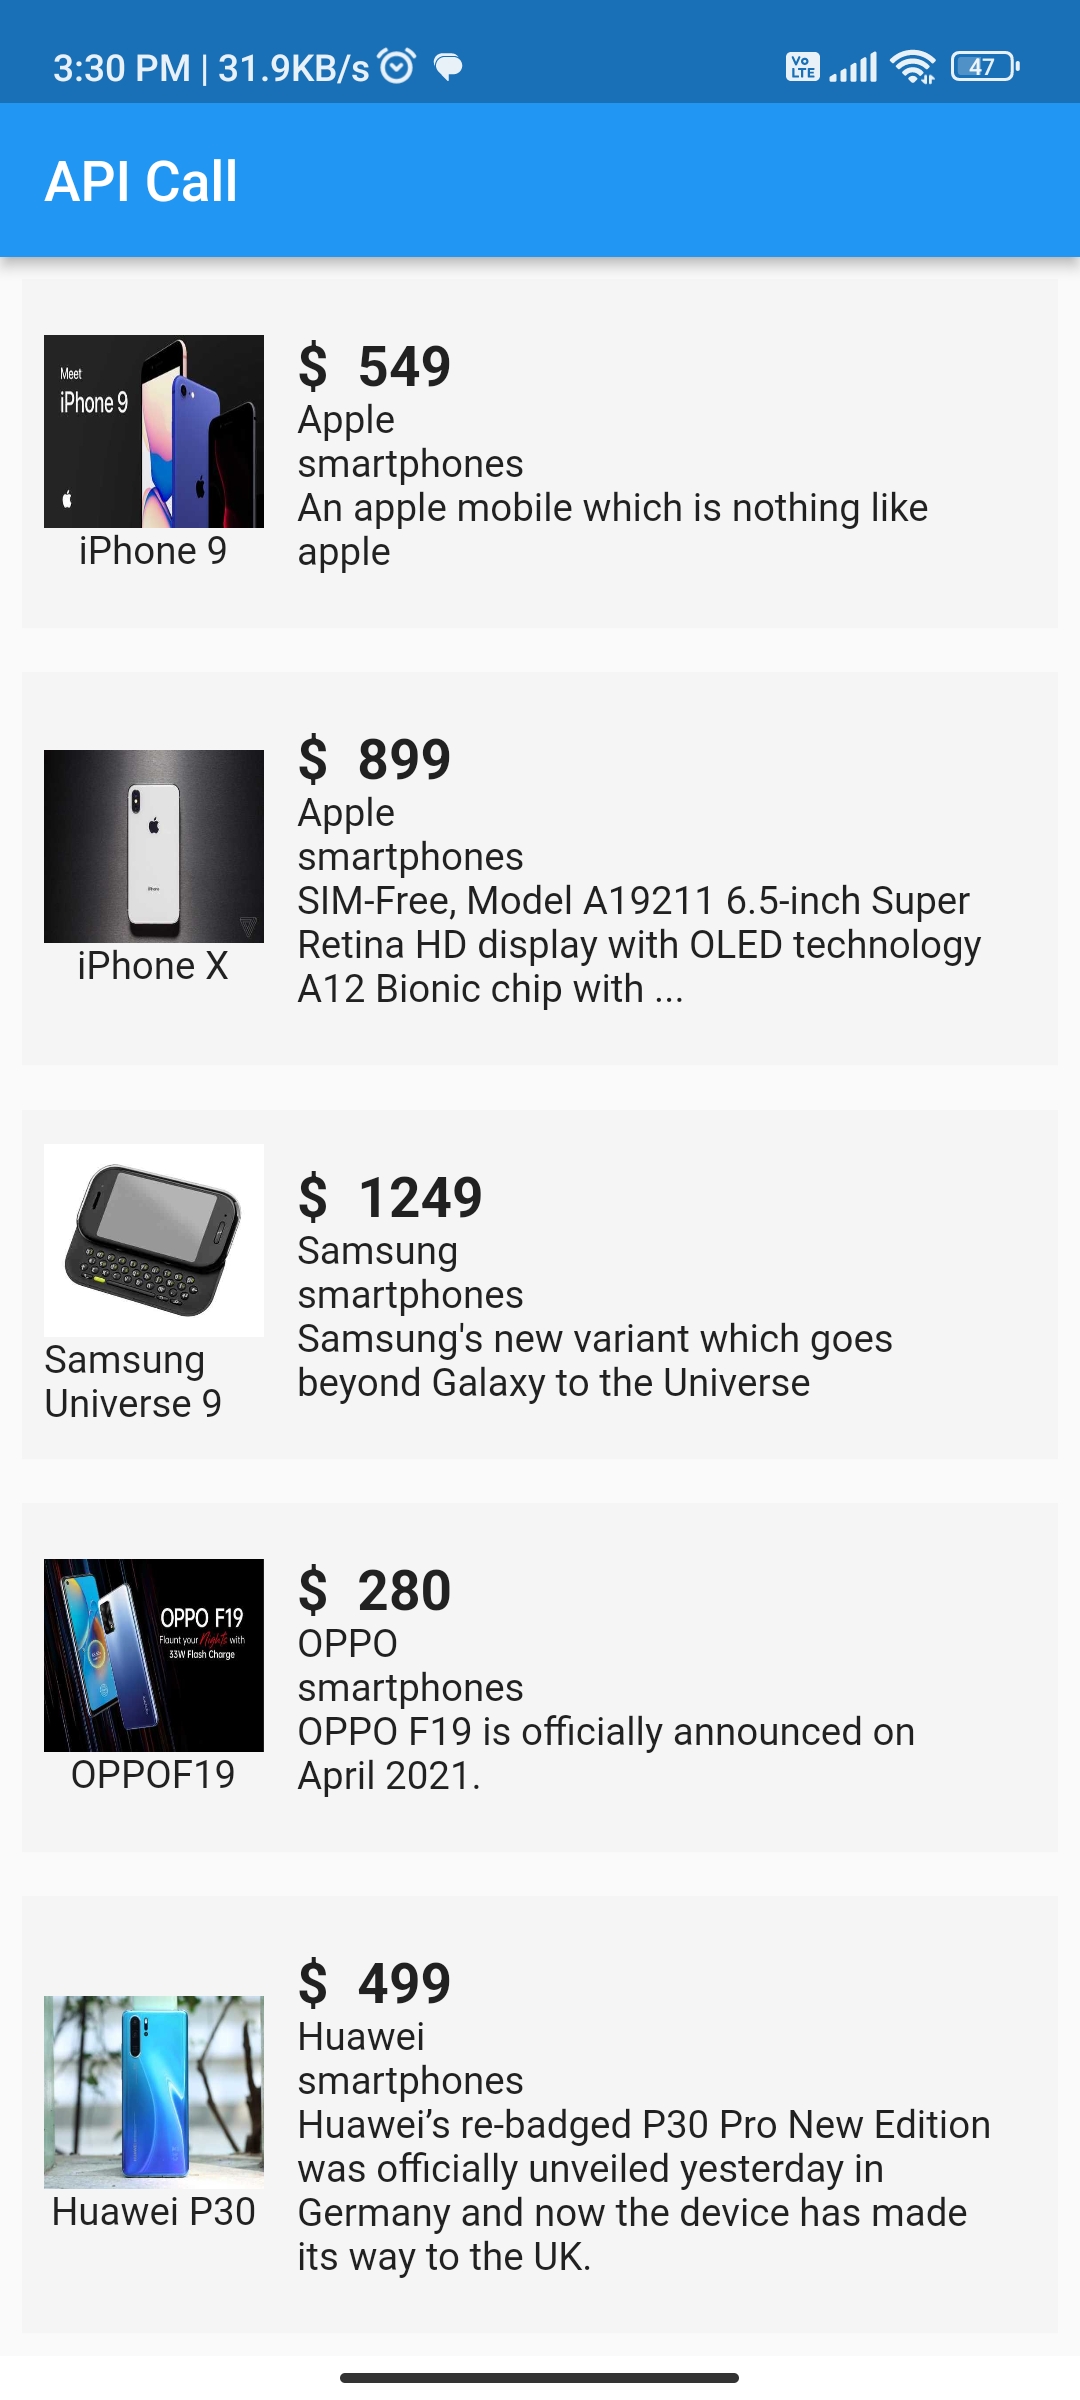 3:30 PM | 31.9KB/s
Vo LTE
47
API Call
Meet
iPhone 9
iPhone 9
$ 549
Apple
smartphones
An apple mobile which is nothing like
apple
iPhone X
$ 899
Apple
smartphones
SIM-Free, Model A19211 6.5-inch Super
Retina HD display with OLED technology
A12 Bionic chip with ...
Samsung
Universe 9
$ 1249
Samsung
smartphones
Samsung's new variant which goes
beyond Galaxy to the Universe
OPPO F19
Flaunt your Nights with
33W Flash Charge
OPPOF19
$ 280
OPPO
smartphones
OPPO F19 is officially announced on
April 2021.
Huawei P30
$ 499
Huawei
smartphones
Huawei’s re-badged P30 Pro New Edition
was officially unveiled yesterday in
Germany and now the device has made
its way to the UK.